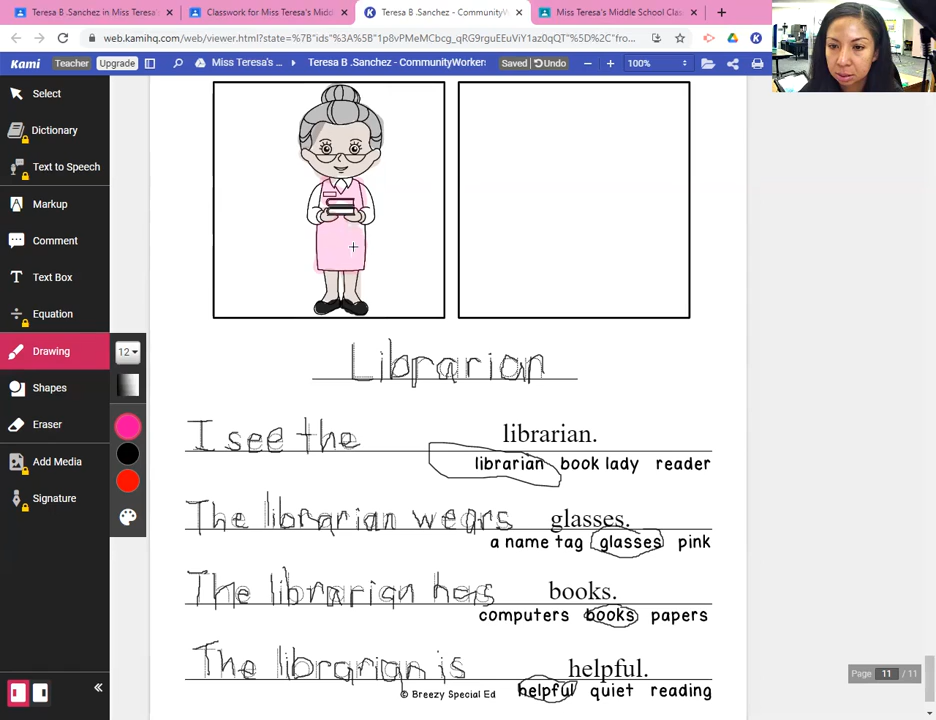 Teresa B .Sanchez in Miss Teresa's
Classwork for Miss Teresa's Midd
Teresa B .Sanchez - CommunityW
Miss Teresa's Middle School Clas
web.kamihq.com/web/viewer.html?state=%7B"ids"%3A%5B"1p8vPMeMCbcg_qRG9rguEEuViY1az0qQT"%5D%2C"fro...
Kami Teacher Upgrade Miss Teresa's ... Teresa B .Sanchez - CommunityWorkers Saved Undo 100%
Select
Dictionary
Text to Speech
Markup
Comment
Text Box
Equation
Drawing
12
Shapes
Eraser
Add Media
Signature
Librarian
I see the librarian.
librarian book lady reader
The librarian wears glasses.
a name tag glasses pink
The librarian has books.
computers books papers
The librarian is helpful.
© Breezy Special Ed helpful quiet reading
Page 11 / 11